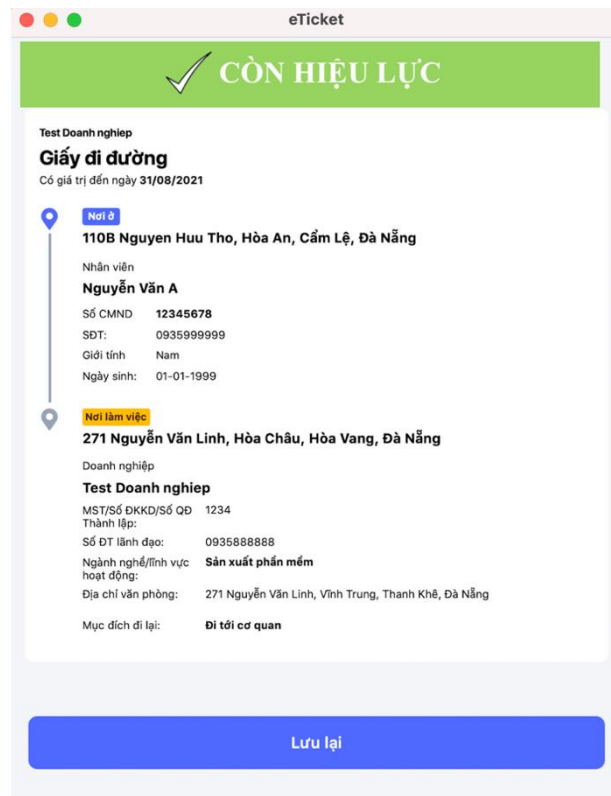 eTicket
CÒN HIỆU LỰC
Test Doanh nghiep
Giấy đi đường
Có giá trị đến ngày 31/08/2021
Nơi ở
110B Nguyen Huu Tho, Hòa An, Cẩm Lệ, Đà Nẵng
Nhân viên
Nguyễn Văn A
Số CMND 12345678
SĐT: 0935999999
Giới tính Nam
Ngày sinh: 01-01-1999
Nơi làm việc
271 Nguyễn Văn Linh, Hòa Châu, Hòa Vang, Đà Nẵng
Doanh nghiệp
Test Doanh nghiep
MST/Số ĐKKD/Số QĐ 1234
Thành lập:
Số ĐT lãnh đạo: 0935888888
Ngành nghề/lĩnh vực Sản xuất phần mềm
hoạt động:
Địa chỉ văn phòng: 271 Nguyễn Văn Linh, Vĩnh Trung, Thanh Khê, Đà Nẵng
Mục đích đi lại: Đi tới cơ quan
Lưu lại